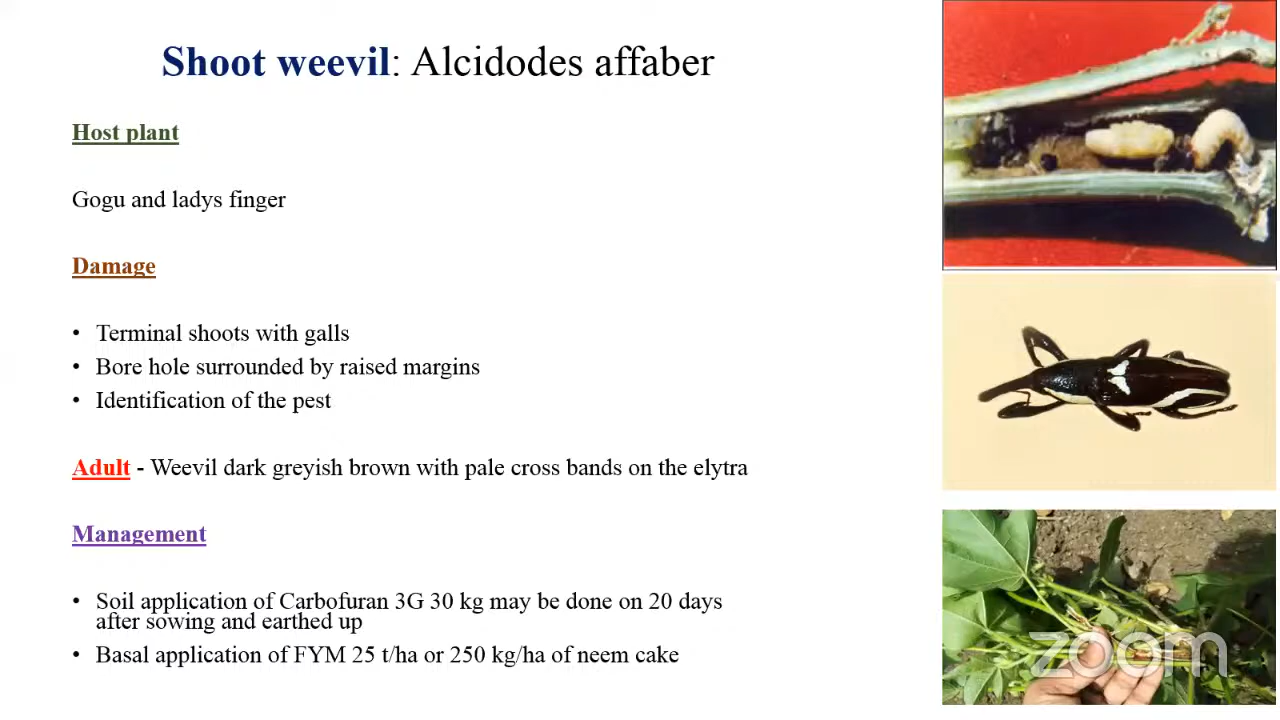 Shoot weevil: Alcidodes affaber
Host plant
Gogu and ladys finger
Damage
• Terminal shoots with galls
• Bore hole surrounded by raised margins
• Identification of the pest
Adult - Weevil dark greyish brown with pale cross bands on the elytra
Management
• Soil application of Carbofuran 3G 30 kg may be done on 20 days
after sowing and earthed up
• Basal application of FYM 25 t/ha or 250 kg/ha of neem cake
zoom